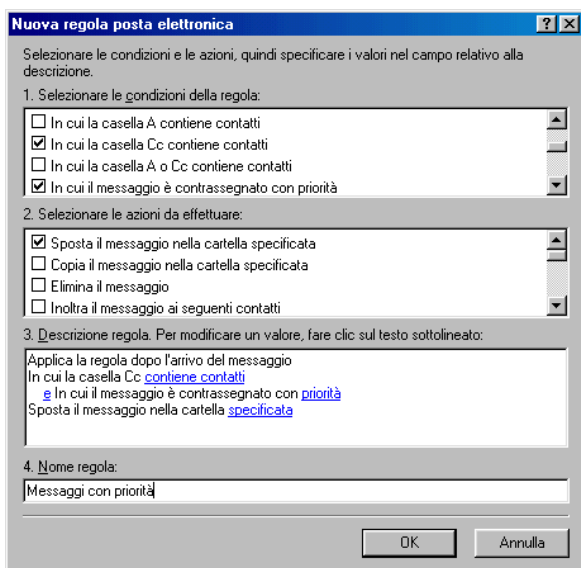 Nuova regola posta elettronica
Selezionare le condizioni e le azioni, quindi specificare i valori nel campo relativo alla
descrizione.
1. Selezionare le condizioni della regola:
In cui la casella A contiene contatti
In cui la casella Cc contiene contatti
In cui la casella A o Cc contiene contatti
In cui il messaggio è contrassegnato con priorità
2. Selezionare le azioni da effettuare:
Sposta il messaggio nella cartella specificata
Copia il messaggio nella cartella specificata
Elimina il messaggio
Inoltra il messaggio ai seguenti contatti
3. Descrizione regola. Per modificare un valore, fare clic sul testo sottolineato:
Applica la regola dopo l'arrivo del messaggio
In cui la casella Cc contiene contatti
e In cui il messaggio è contrassegnato con priorità
Sposta il messaggio nella cartella specificata
4. Nome regola:
Messaggi con priorità
OK Annulla